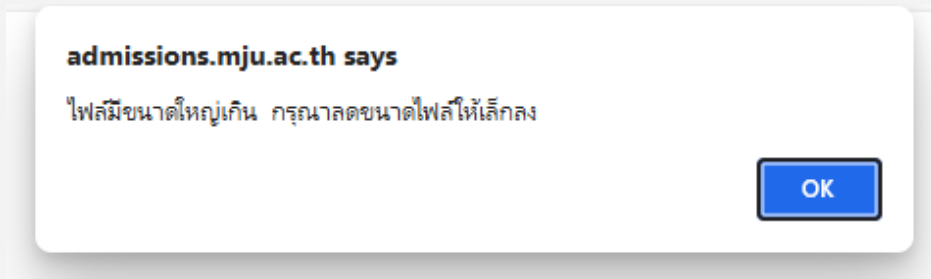 admissions.mju.ac.th says
ไฟล์มีขนาดใหญ่เกิน กรุณาลดขนาดไฟล์ให้เล็กลง
OK